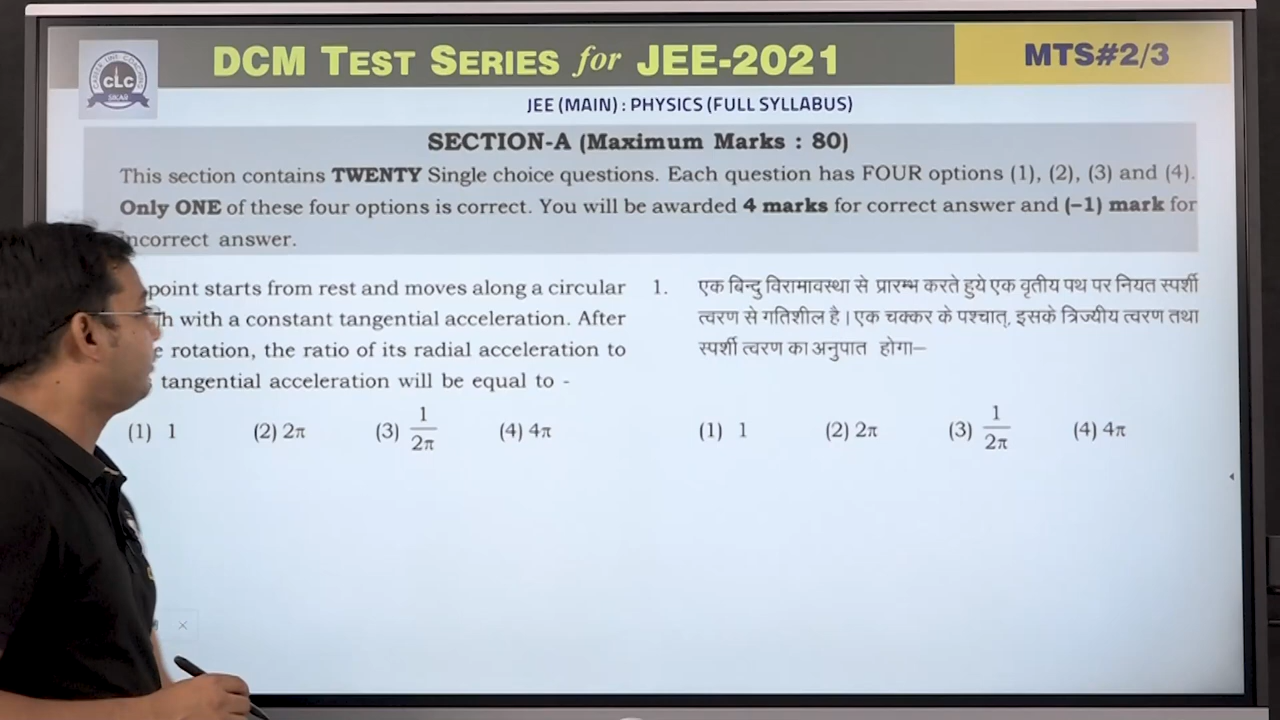 DCM TEST SERIES for JEE-2021
MTS#2/3
CLC
SIKAR
JEE (MAIN) : PHYSICS (FULL SYLLABUS)
SECTION-A (Maximum Marks : 80)
This section contains TWENTY Single choice questions. Each question has FOUR options (1), (2), (3) and (4).
Only ONE of these four options is correct. You will be awarded 4 marks for correct answer and (−1) mark for
incorrect answer.
point starts from rest and moves along a circular
with a constant tangential acceleration. After
rotation, the ratio of its radial acceleration to
tangential acceleration will be equal to -
(1) 1 (2) 2π (3) 1/2π (4) 4π
1. एक बिन्दु विरामावस्था से प्रारम्भ करते हुये एक वृतीय पथ पर नियत स्पर्शी
त्वरण से गतिशील है। एक चक्कर के पश्चात्, इसके त्रिज्यीय त्वरण तथा
स्पर्शी त्वरण का अनुपात होगा–
(1) 1 (2) 2π (3) 1/2π (4) 4π